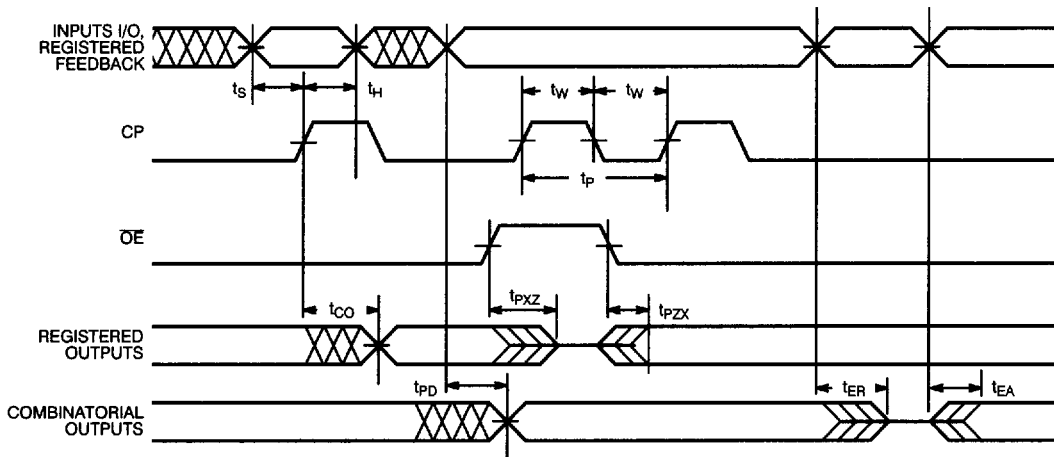 INPUTS I/O,
REGISTERED
FEEDBACK
tS
tH
tW
tW
CP
tP
OE
tCO
tPXZ
tPZX
REGISTERED
OUTPUTS
tPD
tER
tEA
COMBINATORIAL
OUTPUTS